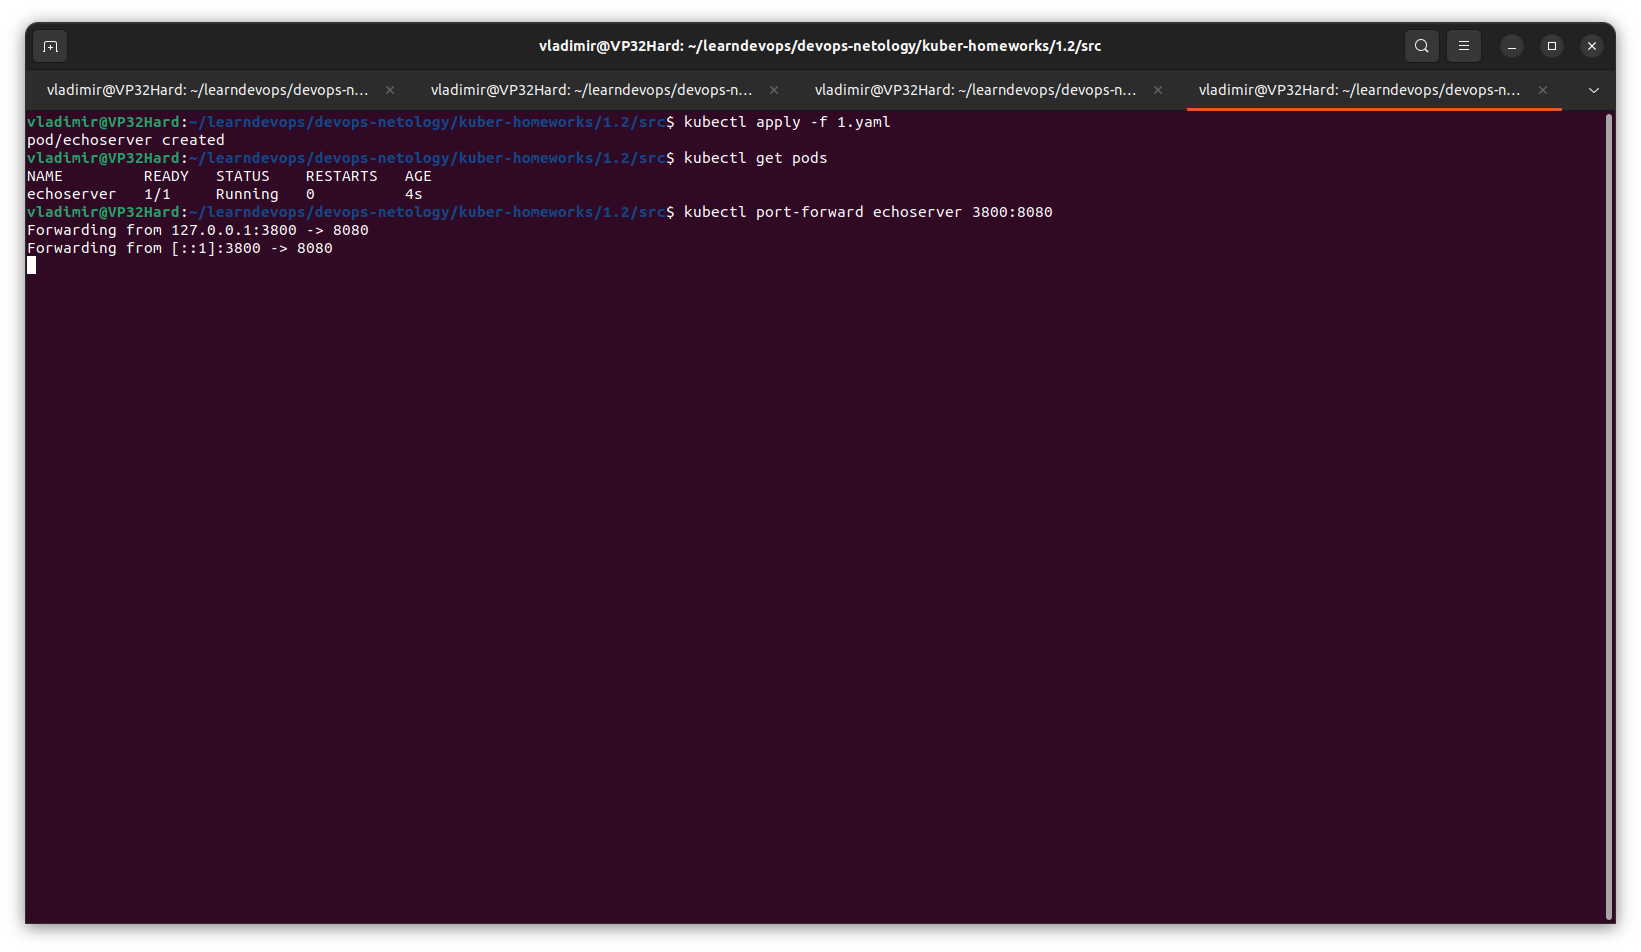 vladimir@VP32Hard: ~/learndevops/devops-netology/kuber-homeworks/1.2/src
vladimir@VP32Hard: ~/learndevops/devops-n... vladimir@VP32Hard: ~/learndevops/devops-n... vladimir@VP32Hard: ~/learndevops/devops-n... vladimir@VP32Hard: ~/learndevops/devops-n...
vladimir@VP32Hard:~/learndevops/devops-netology/kuber-homeworks/1.2/src$ kubectl apply -f 1.yaml
pod/echoserver created
vladimir@VP32Hard:~/learndevops/devops-netology/kuber-homeworks/1.2/src$ kubectl get pods
NAME         READY   STATUS    RESTARTS   AGE
echoserver   1/1     Running   0          4s
vladimir@VP32Hard:~/learndevops/devops-netology/kuber-homeworks/1.2/src$ kubectl port-forward echoserver 3800:8080
Forwarding from 127.0.0.1:3800 -> 8080
Forwarding from [::1]:3800 -> 8080